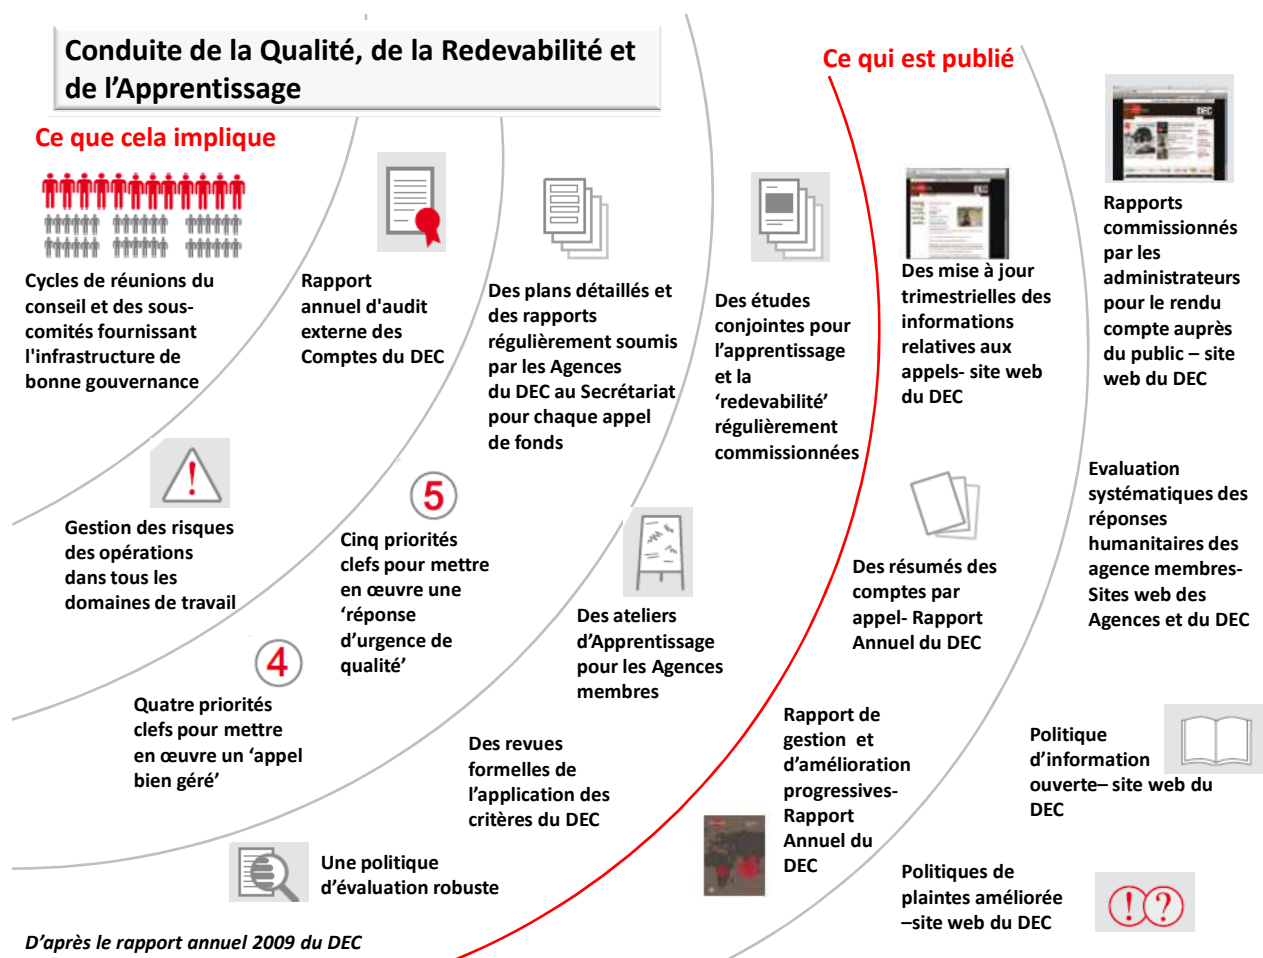 Conduite de la Qualité, de la Redevabilité et
de l’Apprentissage
Ce que cela implique
Cycles de réunions du
conseil et des sous-
comités fournissant
l'infrastructure de
bonne gouvernance
Rapport
annuel d'audit
externe des
Comptes du DEC
Des plans détaillés et
des rapports
régulièrement soumis
par les Agences
du DEC au Secrétariat
pour chaque appel
de fonds
Des études
conjointes pour
l’apprentissage
et la
‘redevabilité’
régulièrement
commissionnées
Gestion des risques
des opérations
dans tous les
domaines de travail
5
Cinq priorités
clefs pour mettre
en œuvre une
‘réponse
d’urgence de
qualité’
Des ateliers
d’Apprentissage
pour les Agences
membres
4
Quatre priorités
clefs pour mettre
en œuvre un ‘appel
bien géré’
Des revues
formelles de
l’application des
critères du DEC
Une politique
d’évaluation robuste
Ce qui est publié
DEC
Des mise à jour
trimestrielles des
informations
relatives aux
appels- site web
du DEC
DEC
Rapports
commissionnés
par les
administrateurs
pour le rendu
compte auprès
du public – site
web du DEC
Des résumés des
comptes par
appel- Rapport
Annuel du DEC
Evaluation
systématiques des
réponses
humanitaires des
agence membres-
Sites web des
Agences et du DEC
Rapport de
gestion et
d’amélioration
progressives-
Rapport
Annuel du
DEC
Politique
d’information
ouverte– site web du
DEC
Politiques de
plaintes améliorée
–site web du DEC
! ?
D’après le rapport annuel 2009 du DEC